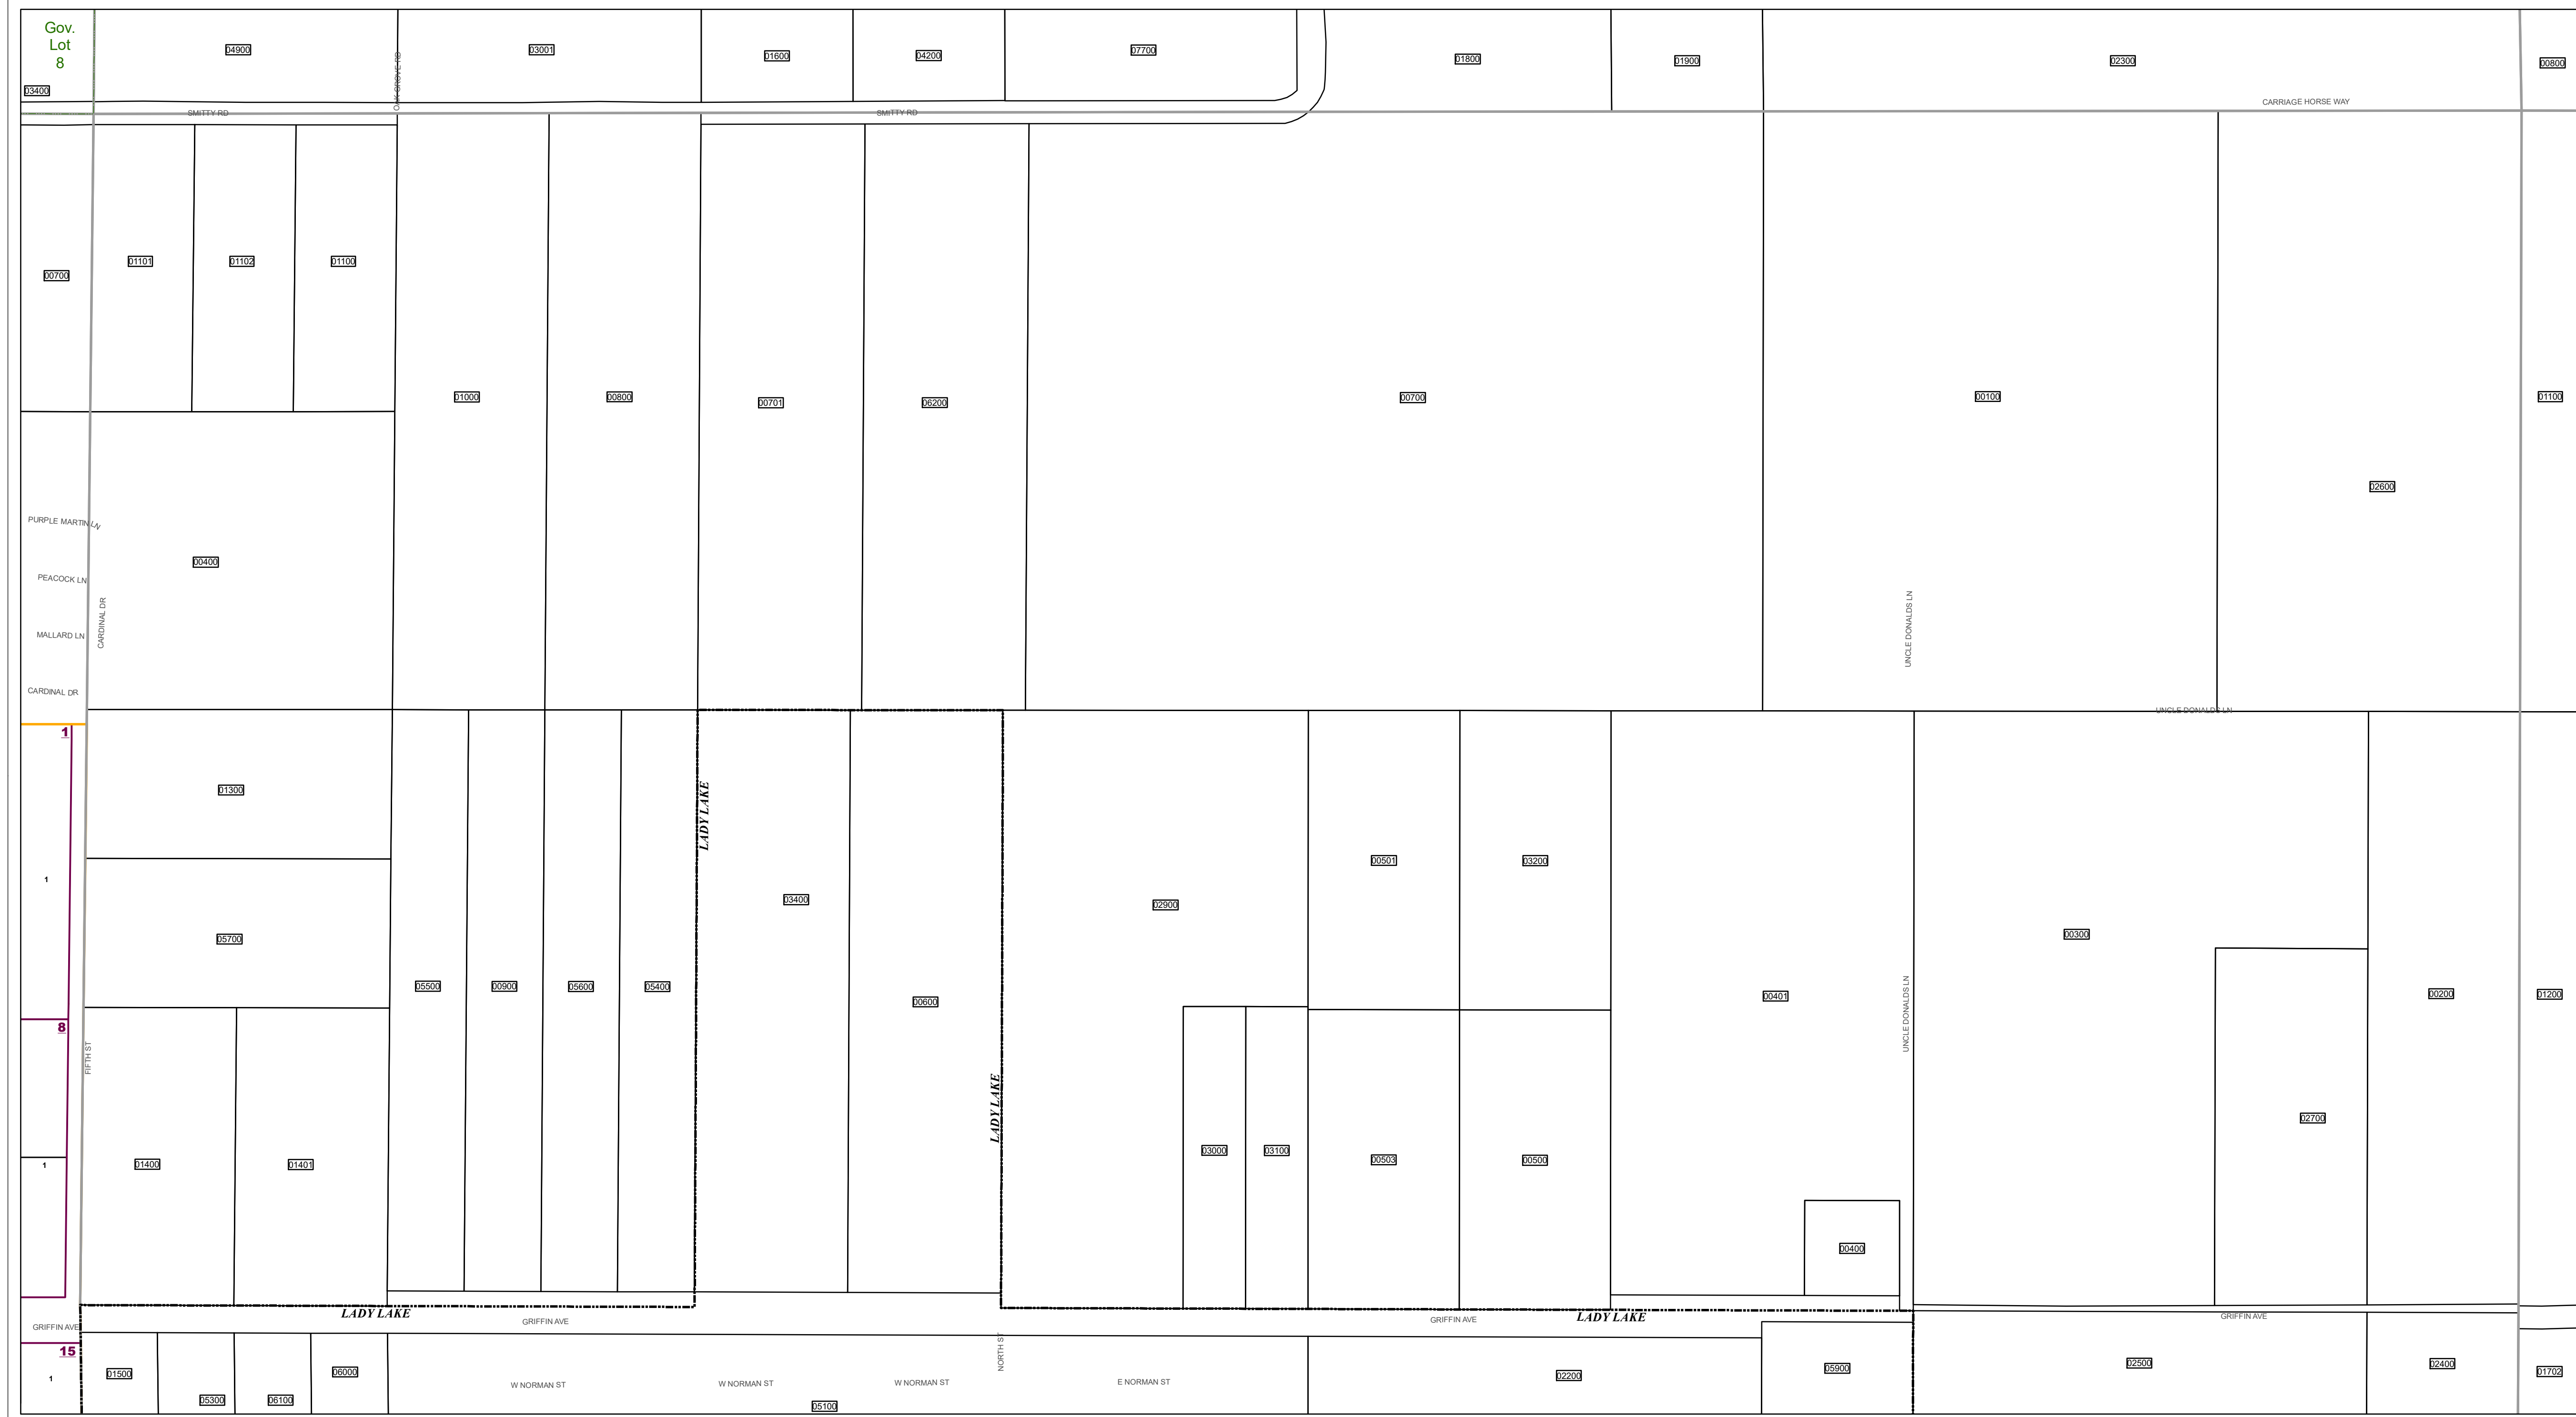 Gov.
Lot
8
04900
03001
01600
04200
07700
01800
01900
02300
00800
03400
OAK GROVE RD
SMITTY RD
SMITTY RD
CARRIAGE HORSE WAY
00700
01101
01102
01100
01000
00800
00701
06200
00700
00100
01100
02600
PURPLE MARTIN LN
00400
PEACOCK LN
CARDINAL DR
MALLARD LN
UNCLE DONALDS LN
CARDINAL DR
UNCLE DONALDS LN
1
01300
LADY LAKE
00501
03200
1
03400
02900
05700
00300
05500
00900
05600
05400
00600
00401
00200
01200
8
FIFTH ST
UNCLE DONALDS LN
LADY LAKE
02700
1
01400
01401
03000
03100
00503
00500
00400
LADY LAKE
LADY LAKE
GRIFFIN AVE
GRIFFIN AVE
GRIFFIN AVE
GRIFFIN AVE
15
NORTH ST
1
01500
05300
06100
06000
W NORMAN ST
W NORMAN ST
W NORMAN ST
E NORMAN ST
05100
02200
05900
02500
02400
01702